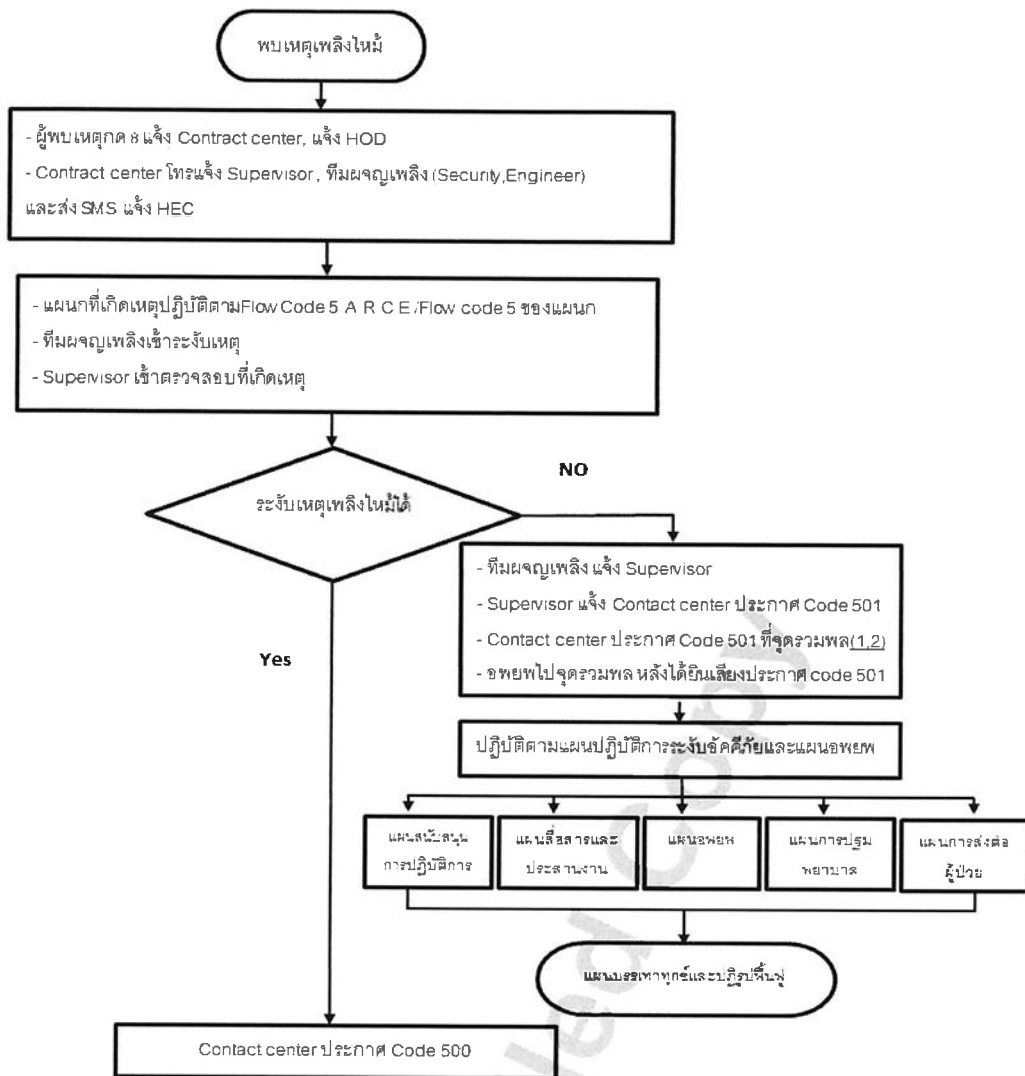 พบเหตุเพลิงไหม้
- ผู้พบเหตุกด 8 แจ้ง Contract center, แจ้ง HOD
- Contract center โทรแจ้ง Supervisor , ทีมผจญเพลิง (Security,Engineer)
และส่ง SMS แจ้ง HEC
- แผนกที่เกิดเหตุปฏิบัติตามFlow Code 5 A R C E /Flow code 5 ของแผนก
- ทีมผจญเพลิงเข้าระงับเหตุ
- Supervisor เข้าตรวจสอบที่เกิดเหตุ
ระงับเหตุเพลิงไหม้ได้
NO
- ทีมผจญเพลิง แจ้ง Supervisor
- Supervisor แจ้ง Contact center ประกาศ Code 501
- Contact center ประกาศ Code 501 ที่จุดรวมพล(1,2)
- อพยพไปจุดรวมพล หลังได้ยินเสียงประกาศ code 501
Yes
ปฏิบัติตามแผนปฏิบัติการระงับอัคคีภัยและแผนอพยพ
แผนสนับสนุน
การปฏิบัติการ
แผนสื่อสารและ
ประสานงาน
แผนอพยพ
แผนการปฐม
พยาบาล
แผนการส่งต่อ
ผู้ป่วย
แผนบรรเทาทุกข์และปฏิรูปฟื้นฟู
Contact center ประกาศ Code 500
led Copy